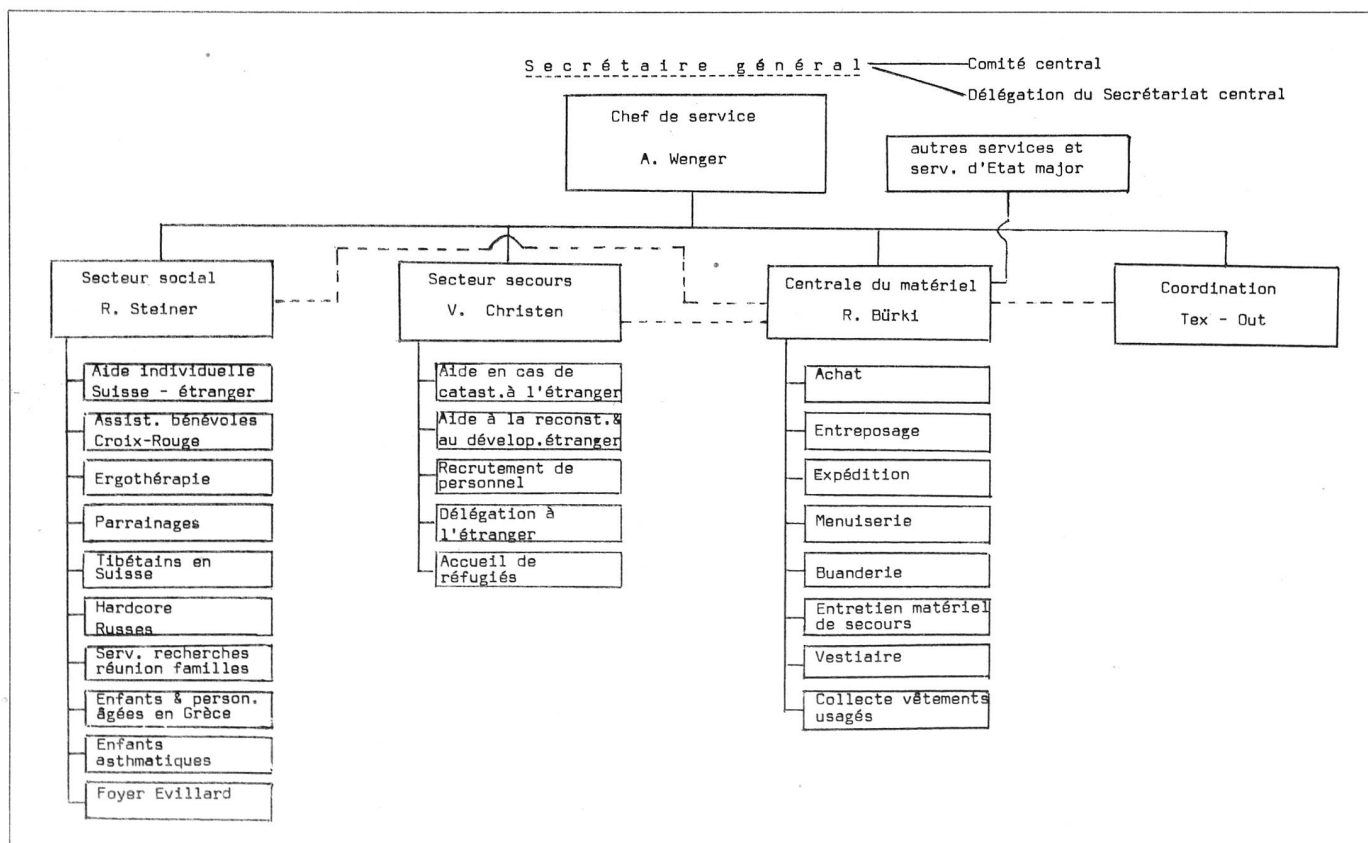 Secrétaire général
Comité central
Délégation du Secrétariat central
Chef de service
A. Wenger
autres services et
serv. d'Etat major
Secteur social
R. Steiner
Secteur secours
V. Christen
Centrale du matériel
R. Bürki
Coordination
Tex - Out
Aide individuelle
Suisse - étranger
Assist. bénévoles
Croix-Rouge
Ergothérapie
Parrainages
Tibétains en
Suisse
Hardcore
Russes
Serv. recherches
réunion familles
Enfants & person.
âgées en Grèce
Enfants
asthmatiques
Foyer Evillard
Aide en cas de
catast.à l'étranger
Aide à la reconst.&
au dévelop.étranger
Recrutement de
personnel
Délégation à
l'étranger
Accueil de
réfugiés
Achat
Entreposage
Expédition
Menuiserie
Buanderie
Entretien matériel
de secours
Vestiaire
Collecte vêtements
usagés